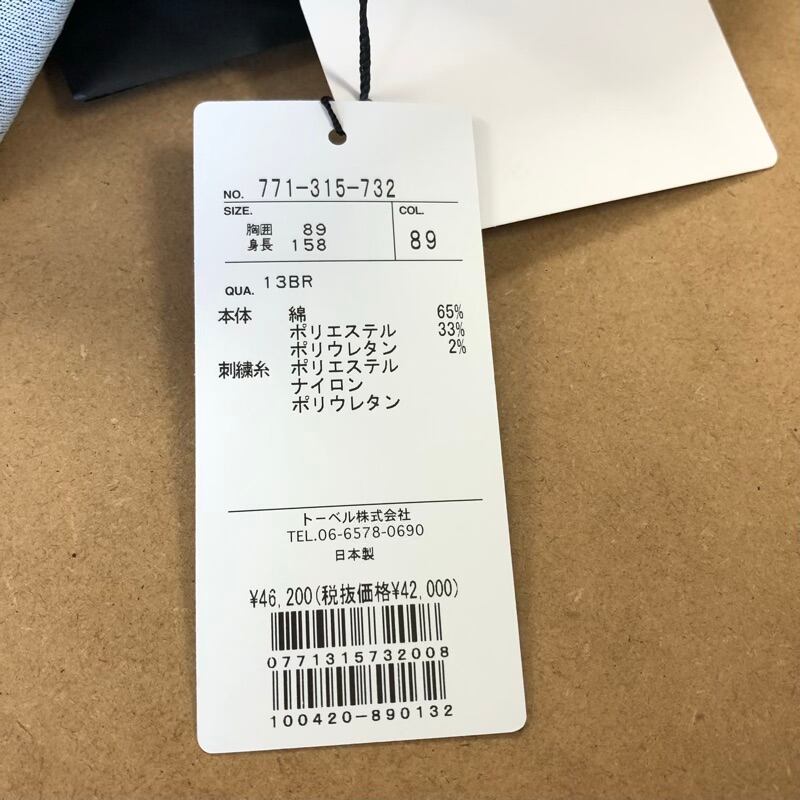 NO. 771-315-732
SIZE.
胸囲 89
身長 158
COL.
89
QUA. 13BR
本体 綿 65%
ポリエステル 33%
ポリウレタン 2%
刺繍糸 ポリエステル
ナイロン
ポリウレタン
トーベル株式会社
TEL.06-6578-0690
日本製
¥46,200(税抜価格¥42,000)
0771315732008
100420-890132